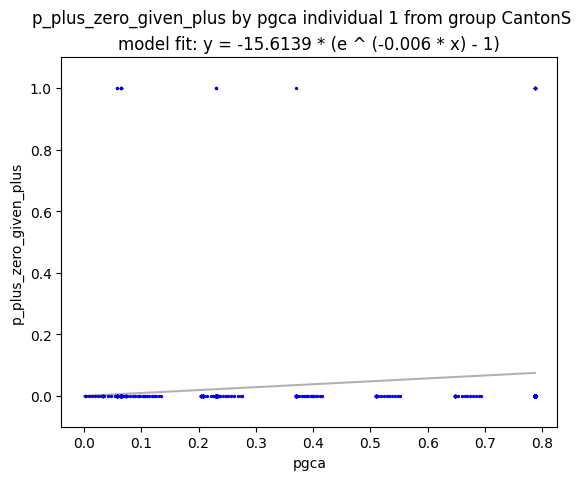 p_plus_zero_given_plus by pgca individual 1 from group CantonS
model fit: y = -15.6139 * (e ^ (-0.006 * x) - 1)
1.0
0.8
0.6
0.4
0.2
0.0
p_plus_zero_given_plus
0.0 0.1 0.2 0.3 0.4 0.5 0.6 0.7 0.8
pgca